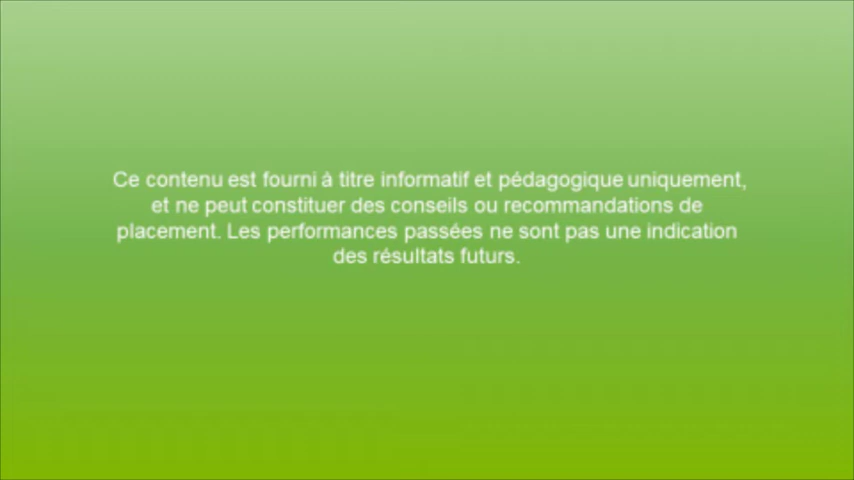 Ce contenu est fourni à titre informatif et pédagogique uniquement,
et ne peut constituer des conseils ou recommandations de
placement. Les performances passées ne sont pas une indication
des résultats futurs.